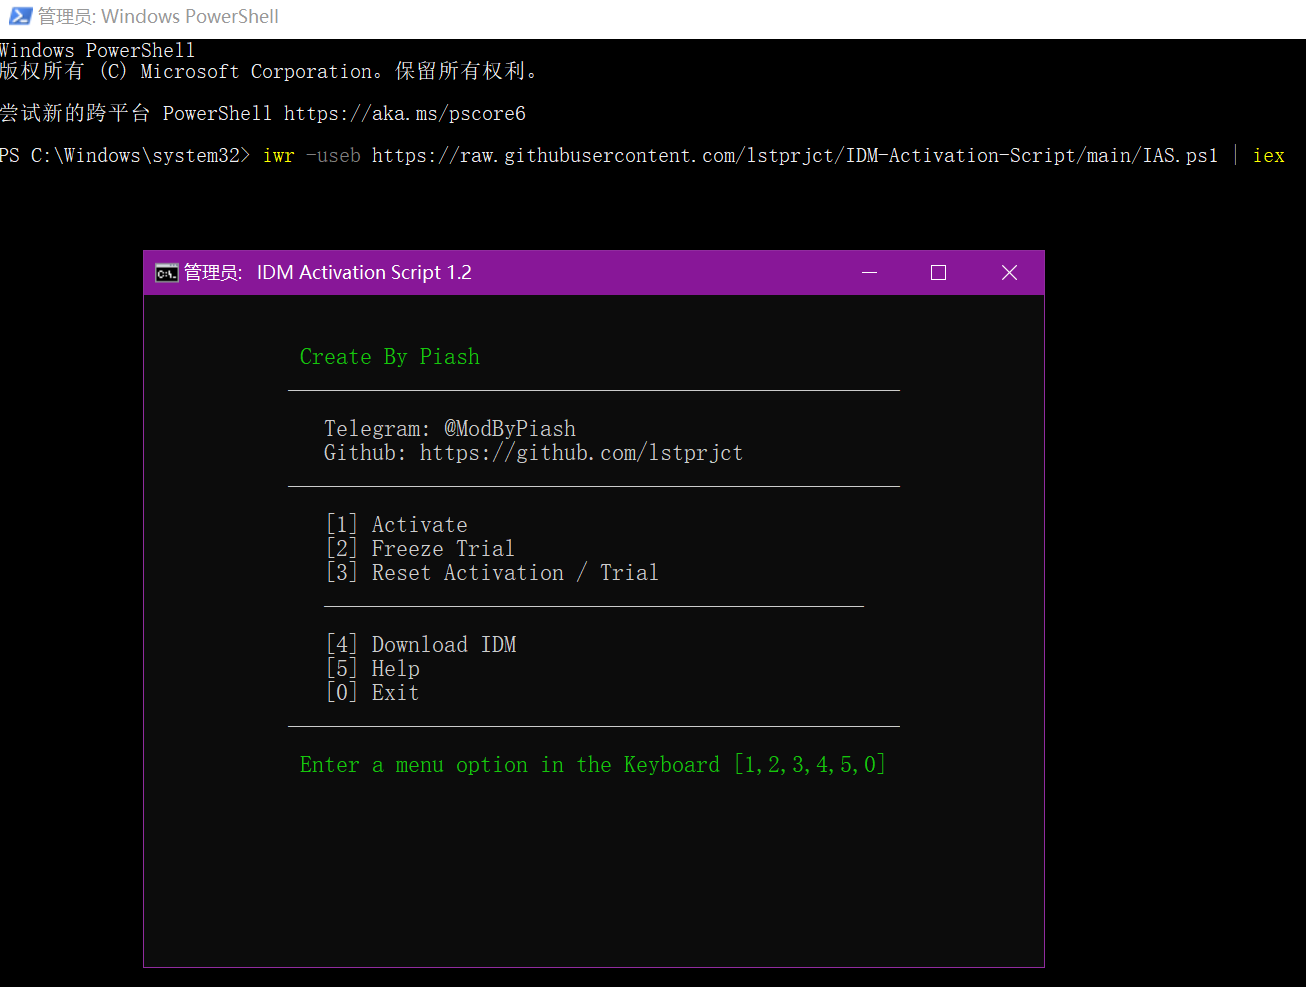 管理员: Windows PowerShell
Windows PowerShell
版权所有 (C) Microsoft Corporation。保留所有权利。
尝试新的跨平台 PowerShell https://aka.ms/pscore6
PS C:\Windows\system32> iwr -useb https://raw.githubusercontent.com/lstprjct/IDM-Activation-Script/main/IAS.ps1 | iex
管理员: IDM Activation Script 1.2
Create By Piash
Telegram: @ModByPiash
Github: https://github.com/lstprjct
[1] Activate
[2] Freeze Trial
[3] Reset Activation / Trial
[4] Download IDM
[5] Help
[0] Exit
Enter a menu option in the Keyboard [1,2,3,4,5,0]